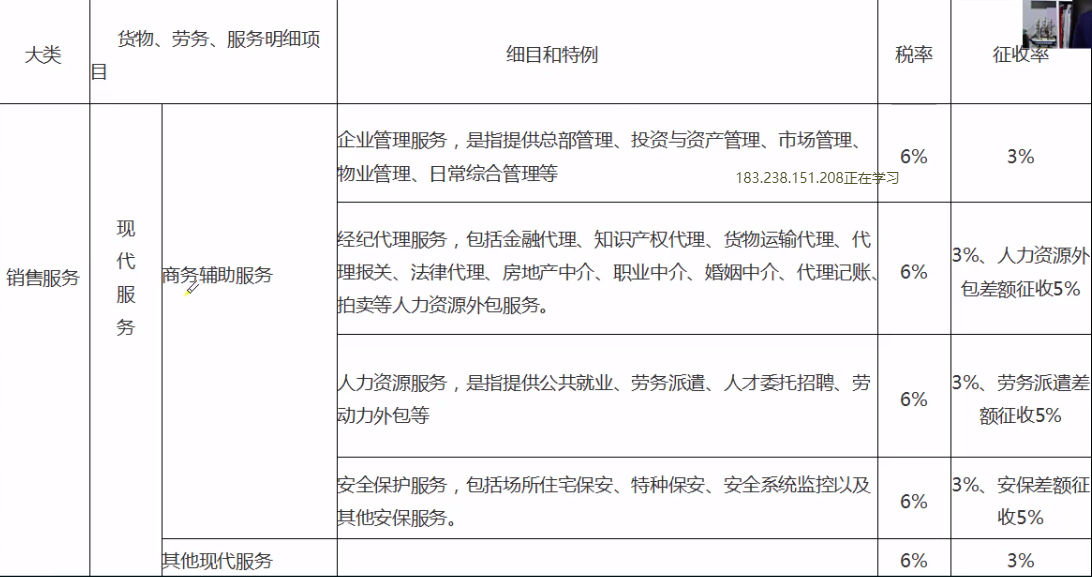 大类
货物、劳务、服务明细项
目
细目和特例
税率
征收率
销售服务
现
代
服
务
商务辅助服务
企业管理服务，是指提供总部管理、投资与资产管理、市场管理、
物业管理、日常综合管理等
6%
3%
183.238.151.208正在学习
经纪代理服务，包括金融代理、知识产权代理、货物运输代理、代
理报关、法律代理、房地产中介、职业中介、婚姻中介、代理记账、
拍卖等人力资源外包服务。
6%
3%、人力资源外
包差额征收5%
人力资源服务，是指提供公共就业、劳务派遣、人才委托招聘、劳
动力外包等
6%
3%、劳务派遣差
额征收5%
安全保护服务，包括场所住宅保安、特种保安、安全系统监控以及
其他安保服务。
6%
3%、安保差额征
收5%
其他现代服务
6%
3%